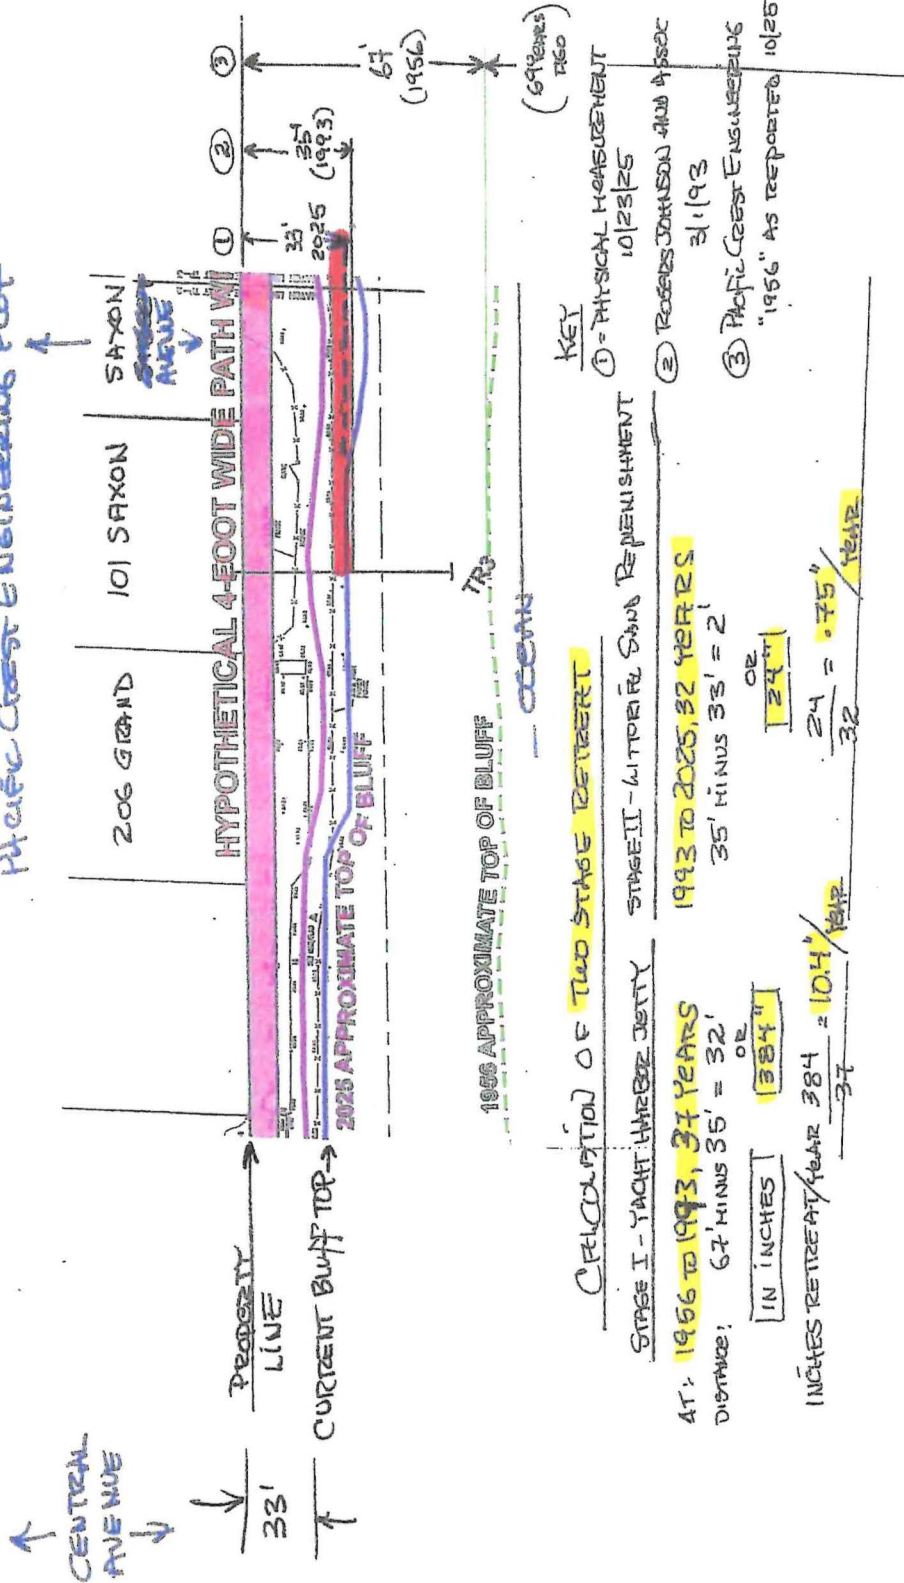 PACIFIC CREST ENGINEERING PLOT
CENTRAL
AVENUE
206 GRAND
101 SAXON
SAXON
AVENUE
①
②
③
HYPOTHETICAL 4-FOOT WIDE PATH WI
PROPERTY
LINE
33'
CURRENT BLUFF TOP
33'
2025
35'
(1993)
67'
(1956)
2025 APPROXIMATE TOP OF BLUFF
1956 APPROXIMATE TOP OF BLUFF
(69 YEARS
AGO)
OCEAN
CALCULATION OF TWO STAGE RETREAT
STAGE I - YACHT HARBOR JETTY
AT: 1956 TO 1993, 37 YEARS
DISTANCE: 67' MINUS 35' = 32'
OR
IN INCHES 384"
INCHES RETREAT/YEAR 384 = 10.4"/YEAR
37
STAGE II - LITTORAL SAND REPLENISHMENT
1993 TO 2025, 32 YEARS
35' MINUS 33' = 2'
OR
24"
24 = .75"/YEAR
32
KEY
① - PHYSICAL MEASUREMENT
10/23/25
② ROGERS JOHNSON AND ASSOC
3/1/93
③ PACIFIC CREST ENGINEERING
"1956" AS REPORTED 10/25